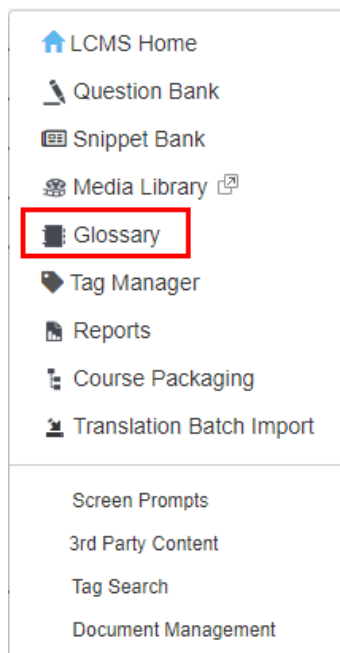 LCMS Home
Question Bank
Snippet Bank
Media Library
Glossary
Tag Manager
Reports
Course Packaging
Translation Batch Import
Screen Prompts
3rd Party Content
Tag Search
Document Management